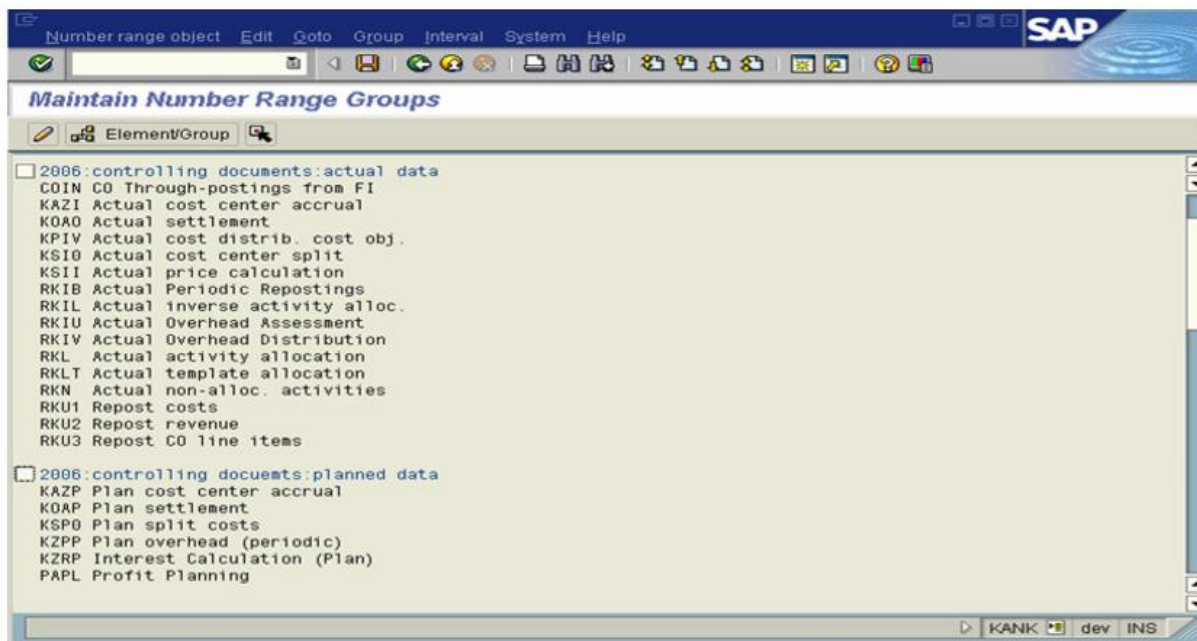 Number range object Edit Goto Group Interval System Help
SAP
Maintain Number Range Groups
Element/Group
2006:controlling documents:actual data
COIN CO Through-postings from FI
KAZI Actual cost center accrual
KOAO Actual settlement
KPIV Actual cost distrib. cost obj.
KSI0 Actual cost center split
KSII Actual price calculation
RKIB Actual Periodic Repostings
RKIL Actual inverse activity alloc.
RKIU Actual Overhead Assessment
RKIV Actual Overhead Distribution
RKL Actual activity allocation
RKLT Actual template allocation
RKN Actual non-alloc. activities
RKU1 Repost costs
RKU2 Repost revenue
RKU3 Repost CO line items
2006:controlling docuemts:planned data
KAZP Plan cost center accrual
KOAP Plan settlement
KSP0 Plan split costs
KZPP Plan overhead (periodic)
KZRP Interest Calculation (Plan)
PAPL Profit Planning
KANK dev INS